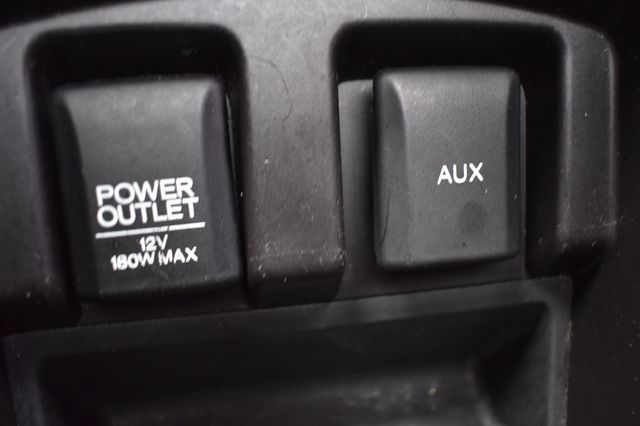 POWER
OUTLET
12V
180W MAX
AUX